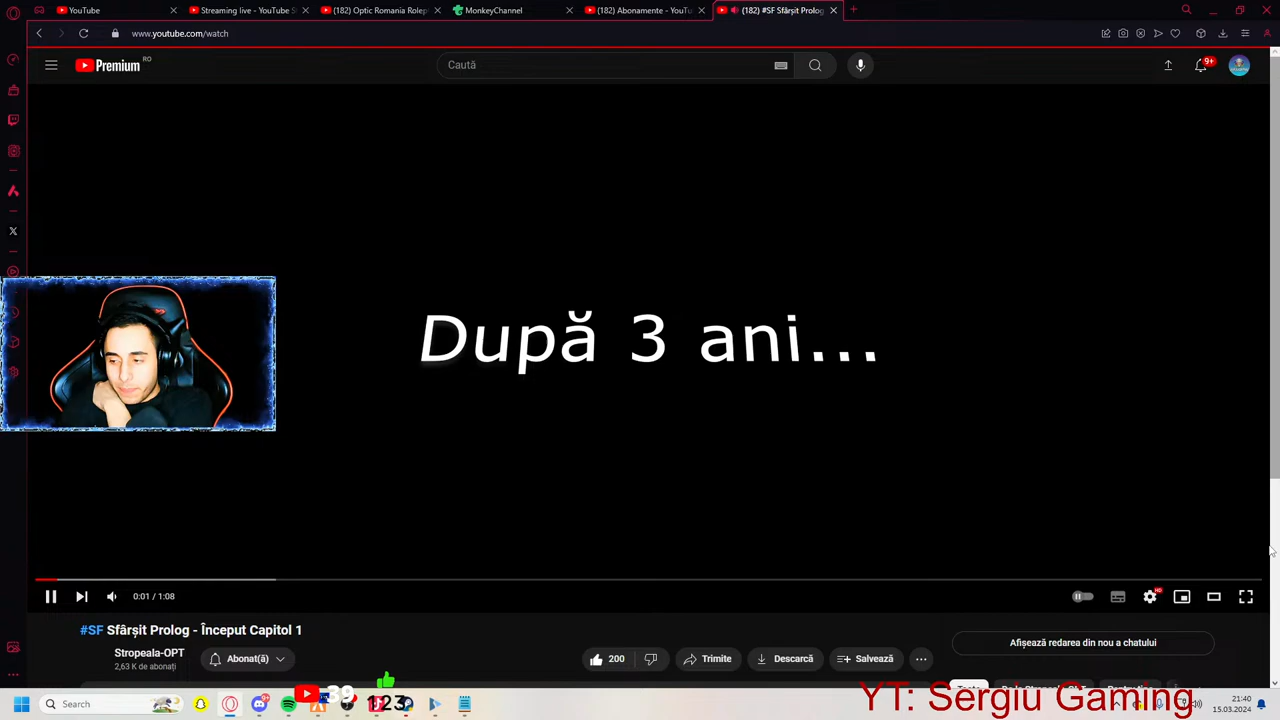 YouTube
Streaming live - YouTube S
(182) Optic Romania Rolep
MonkeyChannel
(182) Abonamente - YouTu
(182) #SF Sfârșit Prolog
www.youtube.com/watch
Premium RO
Caută
9+
După 3 ani...
0:01 / 1:08
#SF Sfârșit Prolog - Început Capitol 1
Stropeala-OPT
2,63 K de abonați
Abonat(ă)
200
Trimite
Descarcă
Salvează
Afișează redarea din nou a chatului
Search
39
123
YT: Sergiu Gaming
21:40
15.03.2024